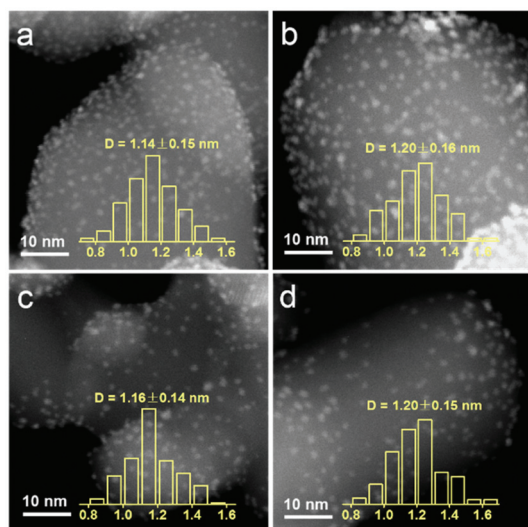 a
D = 1.14±0.15 nm
10 nm
0.8 1.0 1.2 1.4 1.6
b
D = 1.20±0.16 nm
10 nm
0.8 1.0 1.2 1.4 1.6
c
D = 1.16±0.14 nm
10 nm
0.8 1.0 1.2 1.4 1.6
d
D = 1.20±0.15 nm
10 nm
0.8 1.0 1.2 1.4 1.6